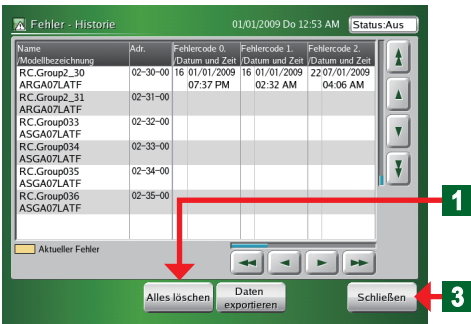 Fehler - Historie 01/01/2009 Do 12:53 AM Status:Aus
Name Adr. Fehlercode 0. Fehlercode 1. Fehlercode 2.
/Modellbezeichnung /Datum und Zeit /Datum und Zeit /Datum und Zeit
RC.Group2_30 02-30-00 16 01/01/2009 16 01/01/2009 22 07/01/2009
ARGA07LATF 07:37 PM 02:32 AM 04:06 AM
RC.Group2_31 02-31-00
ARGA07LATF
RC.Group033 02-32-00
ASGA07LATF
RC.Group034 02-33-00
ASGA07LATF
RC.Group035 02-34-00
ASGA07LATF
RC.Group036 02-35-00
ASGA07LATF
1
Aktueller Fehler
Alles löschen
Daten
exportieren
Schließen
3